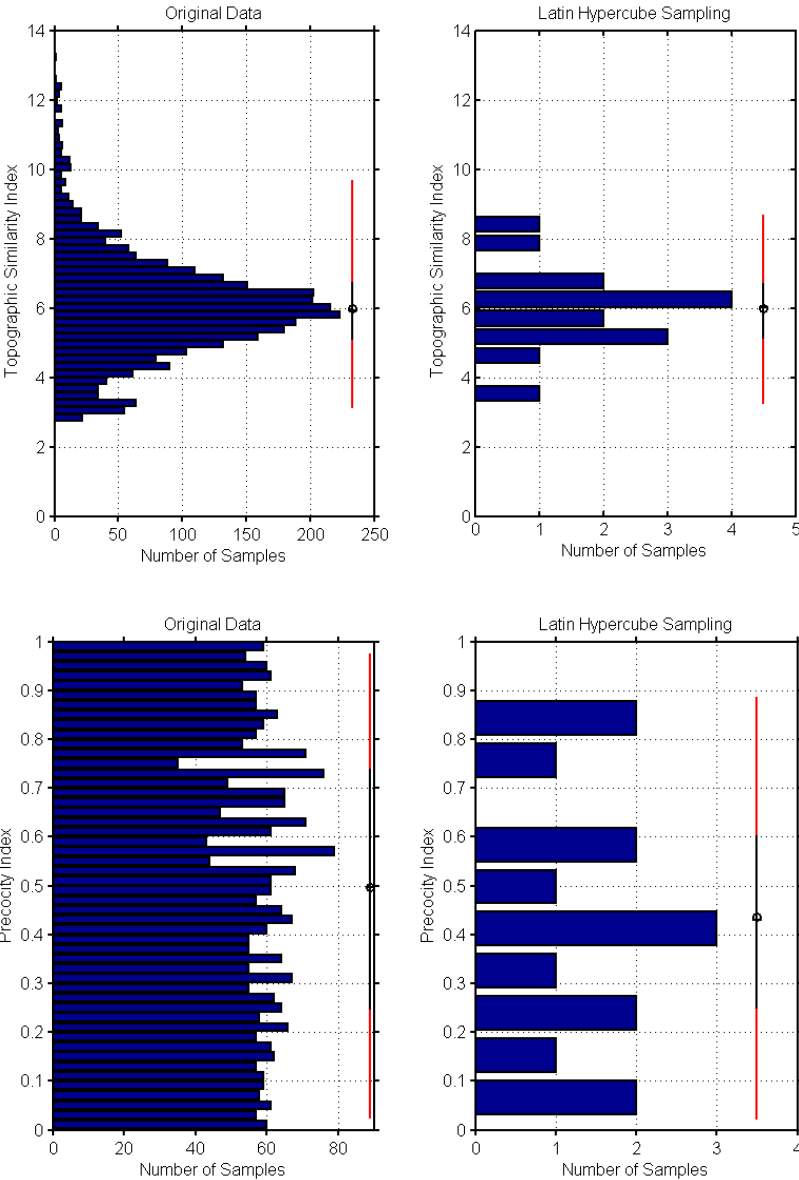 Original Data
Latin Hypercube Sampling
14
12
10
8
6
4
2
0
Topographic Similarity Index
0 50 100 150 200 250
Number of Samples
14
12
10
8
6
4
2
0
Topographic Similarity Index
0 1 2 3 4 5
Number of Samples
Original Data
Latin Hypercube Sampling
1
0.9
0.8
0.7
0.6
0.5
0.4
0.3
0.2
0.1
0
Precocity Index
0 20 40 60 80
Number of Samples
1
0.9
0.8
0.7
0.6
0.5
0.4
0.3
0.2
0.1
0
Precocity Index
0 1 2 3 4
Number of Samples